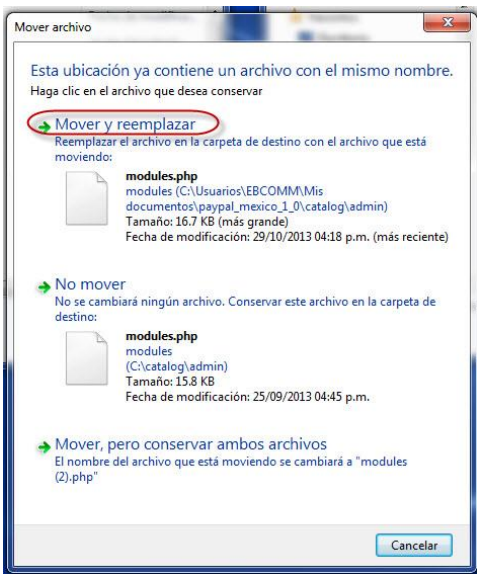 Mover archivo
Esta ubicación ya contiene un archivo con el mismo nombre.
Haga clic en el archivo que desea conservar
Mover y reemplazar
Reemplazar el archivo en la carpeta de destino con el archivo que está
moviendo:
modules.php
modules (C:\Usuarios\EBCOMM\Mis
documentos\paypal_mexico_1_0\catalog\admin)
Tamaño: 16.7 KB (más grande)
Fecha de modificación: 29/10/2013 04:18 p.m. (más reciente)
No mover
No se cambiará ningún archivo. Conservar este archivo en la carpeta de
destino:
modules.php
modules
(C:\catalog\admin)
Tamaño: 15.8 KB
Fecha de modificación: 25/09/2013 04:45 p.m.
Mover, pero conservar ambos archivos
El nombre del archivo que está moviendo se cambiará a "modules
(2).php"
Cancelar